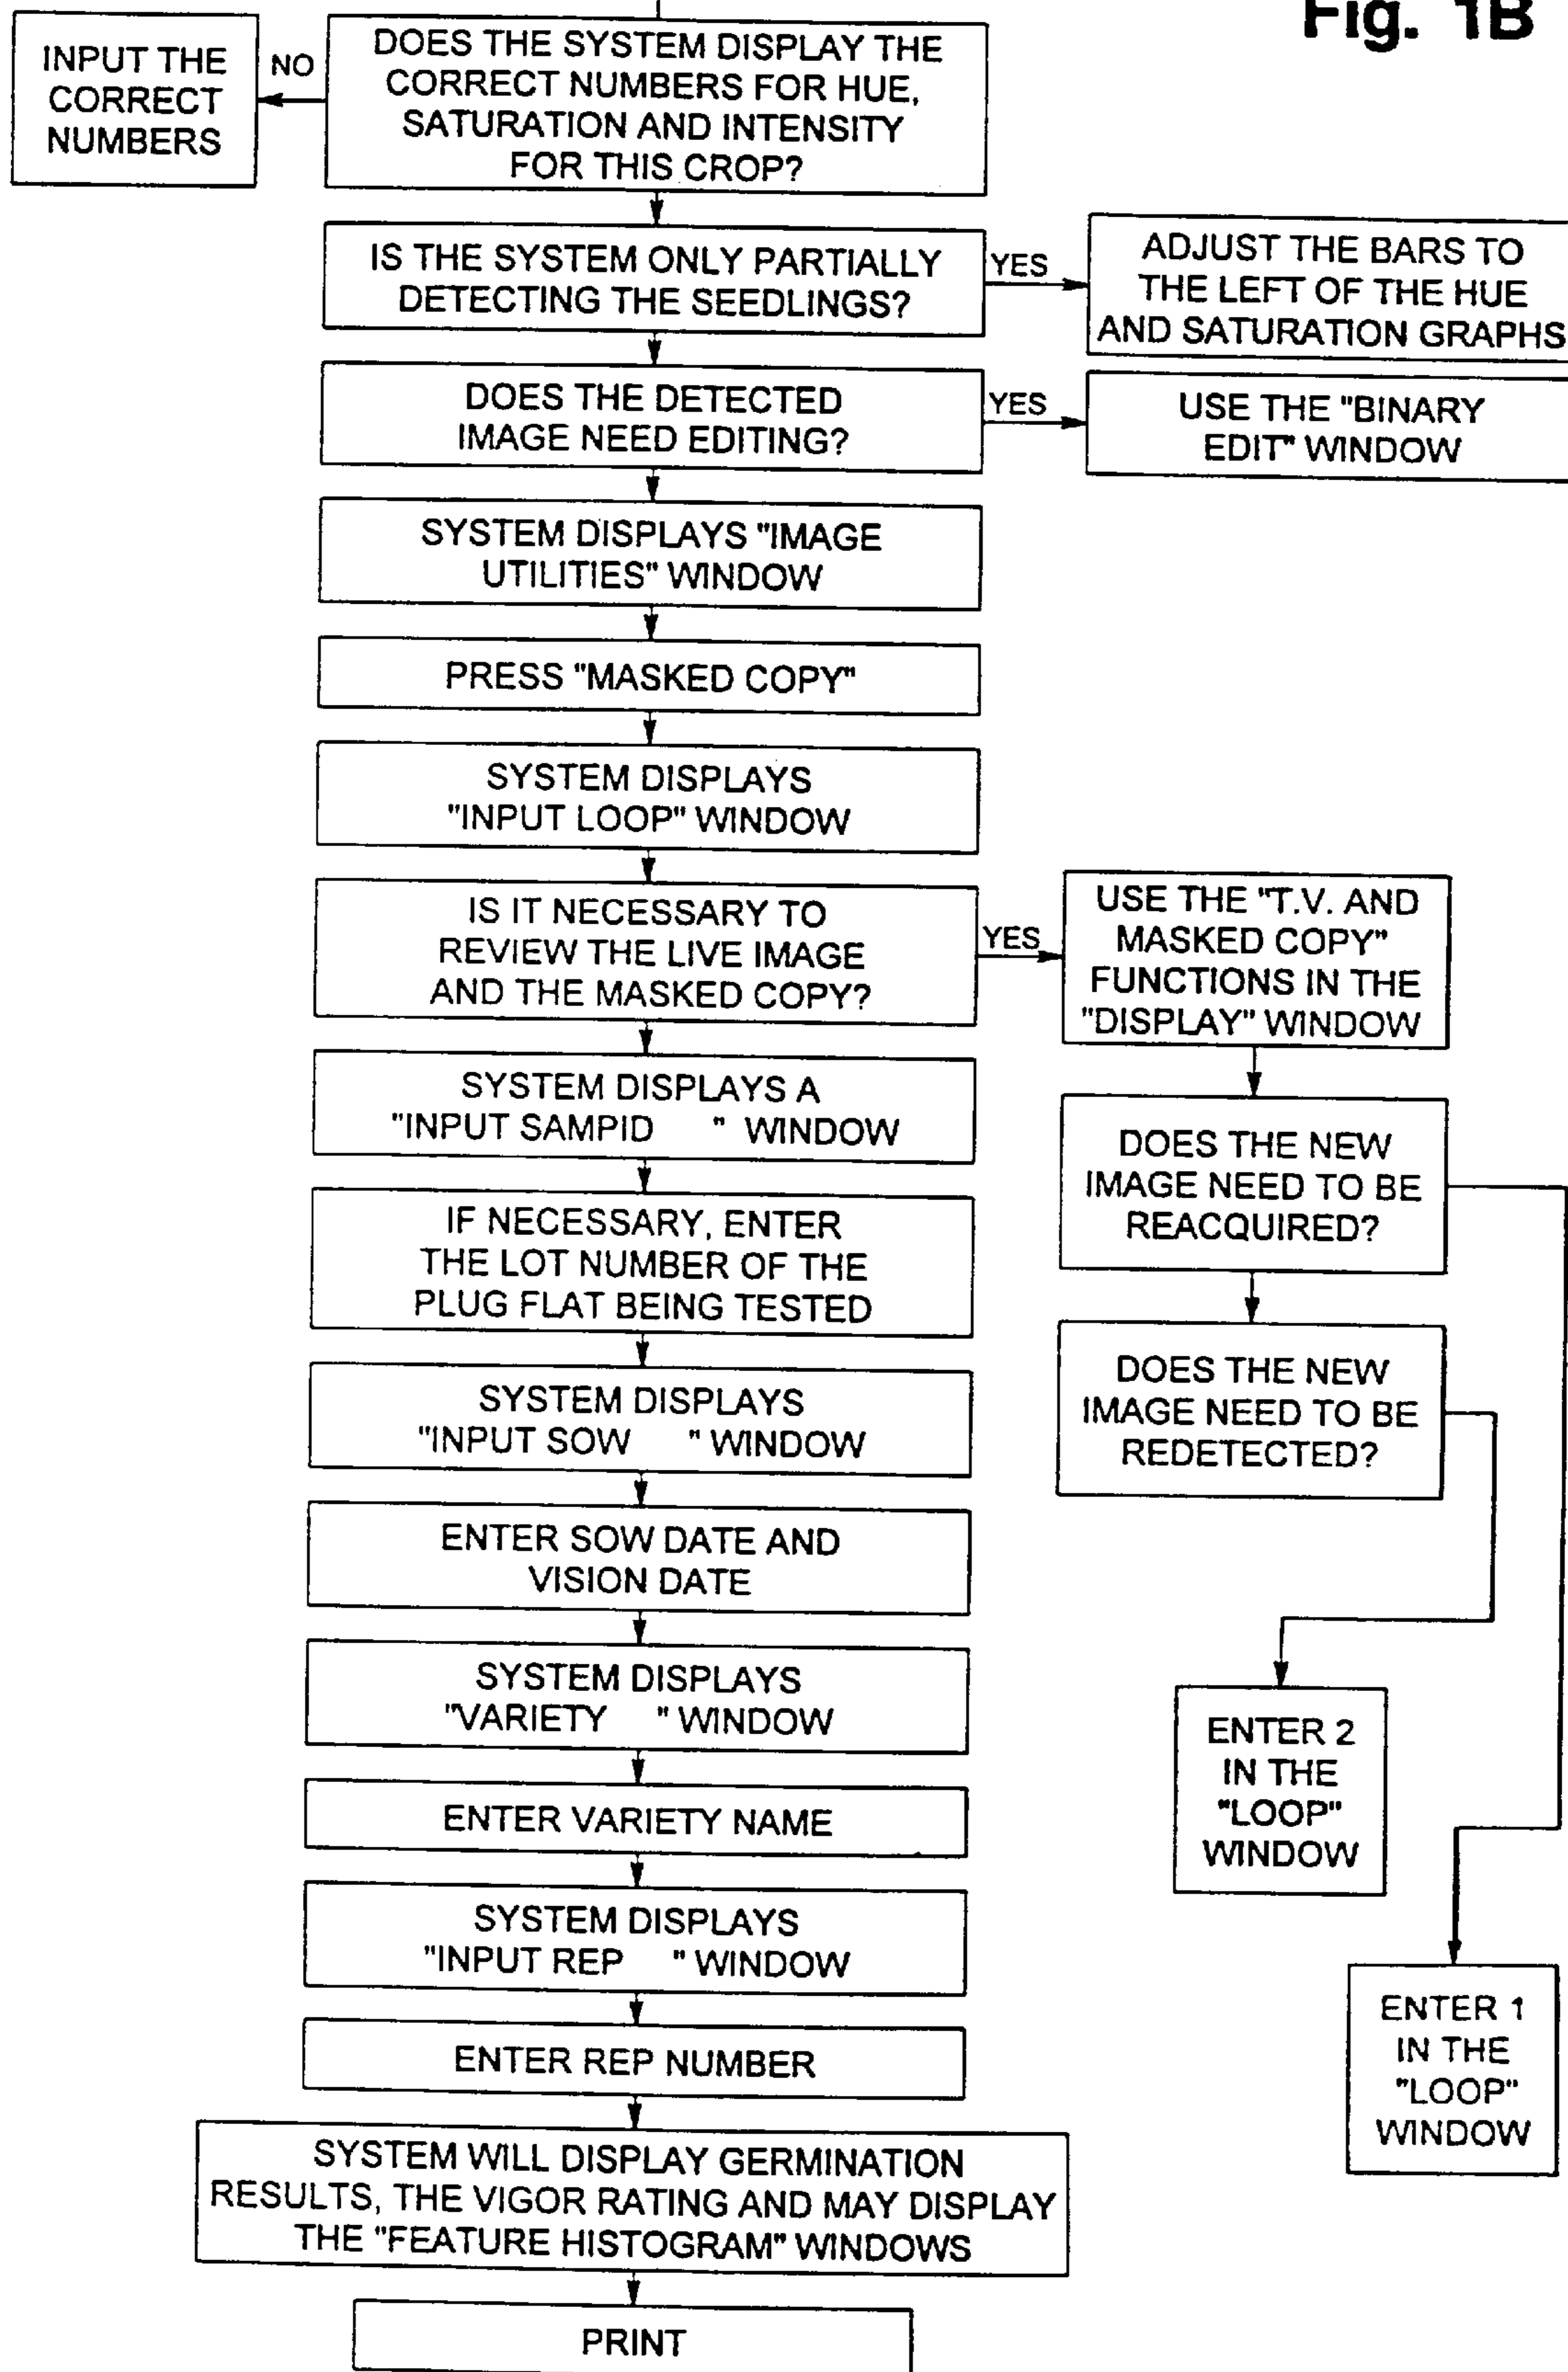 Fig. 1B
INPUT THE
CORRECT
NUMBERS
NO
DOES THE SYSTEM DISPLAY THE
CORRECT NUMBERS FOR HUE,
SATURATION AND INTENSITY
FOR THIS CROP?
IS THE SYSTEM ONLY PARTIALLY
DETECTING THE SEEDLINGS?
YES
ADJUST THE BARS TO
THE LEFT OF THE HUE
AND SATURATION GRAPHS
DOES THE DETECTED
IMAGE NEED EDITING?
YES
USE THE "BINARY
EDIT" WINDOW
SYSTEM DISPLAYS "IMAGE
UTILITIES" WINDOW
PRESS "MASKED COPY"
SYSTEM DISPLAYS
"INPUT LOOP" WINDOW
IS IT NECESSARY TO
REVIEW THE LIVE IMAGE
AND THE MASKED COPY?
YES
USE THE "T.V. AND
MASKED COPY"
FUNCTIONS IN THE
"DISPLAY" WINDOW
SYSTEM DISPLAYS A
"INPUT SAMPID " WINDOW
DOES THE NEW
IMAGE NEED TO BE
REACQUIRED?
IF NECESSARY, ENTER
THE LOT NUMBER OF THE
PLUG FLAT BEING TESTED
DOES THE NEW
IMAGE NEED TO BE
REDETECTED?
SYSTEM DISPLAYS
"INPUT SOW " WINDOW
ENTER SOW DATE AND
VISION DATE
SYSTEM DISPLAYS
"VARIETY " WINDOW
ENTER 2
IN THE
"LOOP"
WINDOW
ENTER VARIETY NAME
SYSTEM DISPLAYS
"INPUT REP " WINDOW
ENTER 1
IN THE
"LOOP"
WINDOW
ENTER REP NUMBER
SYSTEM WILL DISPLAY GERMINATION
RESULTS, THE VIGOR RATING AND MAY DISPLAY
THE "FEATURE HISTOGRAM" WINDOWS
PRINT